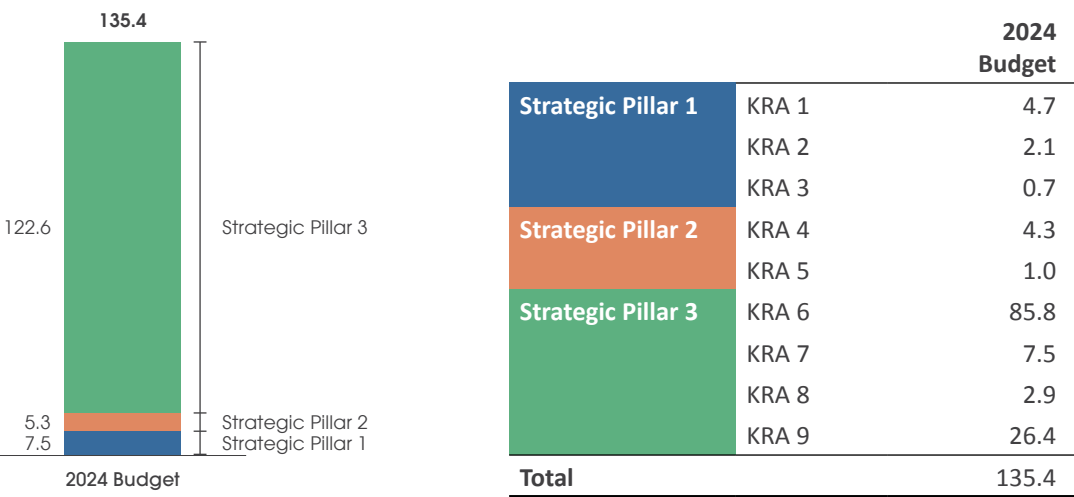 135.4
122.6
Strategic Pillar 3
5.3
Strategic Pillar 2
7.5
Strategic Pillar 1
2024 Budget
2024
Budget
Strategic Pillar 1 KRA 1 4.7
KRA 2 2.1
KRA 3 0.7
Strategic Pillar 2 KRA 4 4.3
KRA 5 1.0
Strategic Pillar 3 KRA 6 85.8
KRA 7 7.5
KRA 8 2.9
KRA 9 26.4
Total 135.4